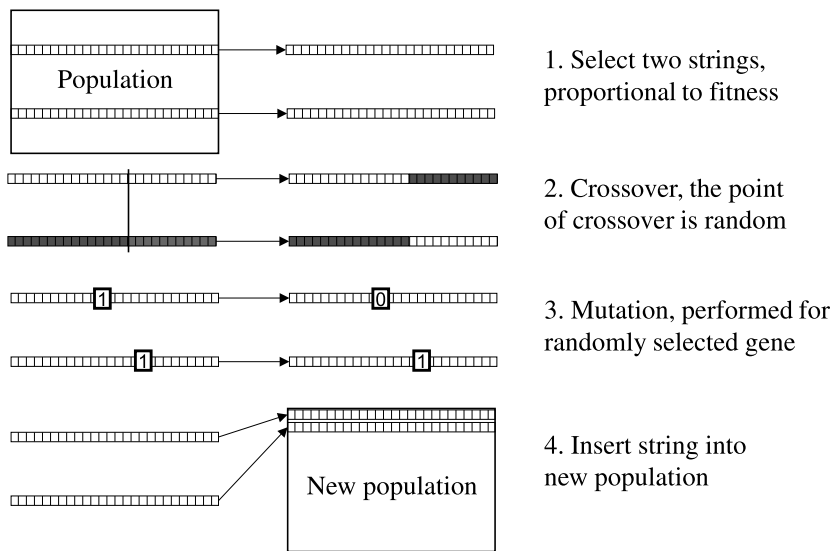 Population
1. Select two strings,
proportional to fitness
2. Crossover, the point
of crossover is random
1
0
3. Mutation, performed for
randomly selected gene
1
1
4. Insert string into
new population
New population